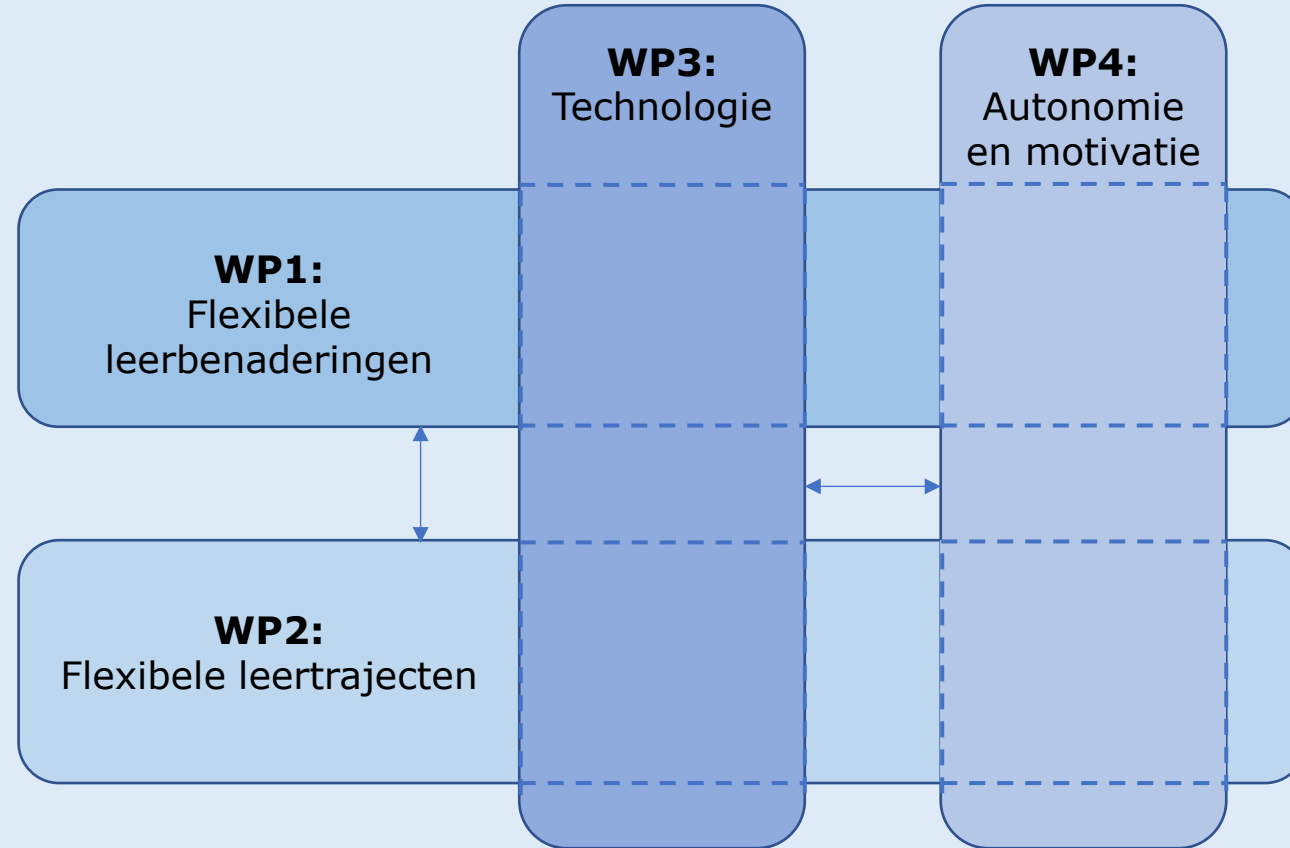 WP3:
Technologie
WP4:
Autonomie
en motivatie
WP1:
Flexibele
leerbenaderingen
WP2:
Flexibele leertrajecten